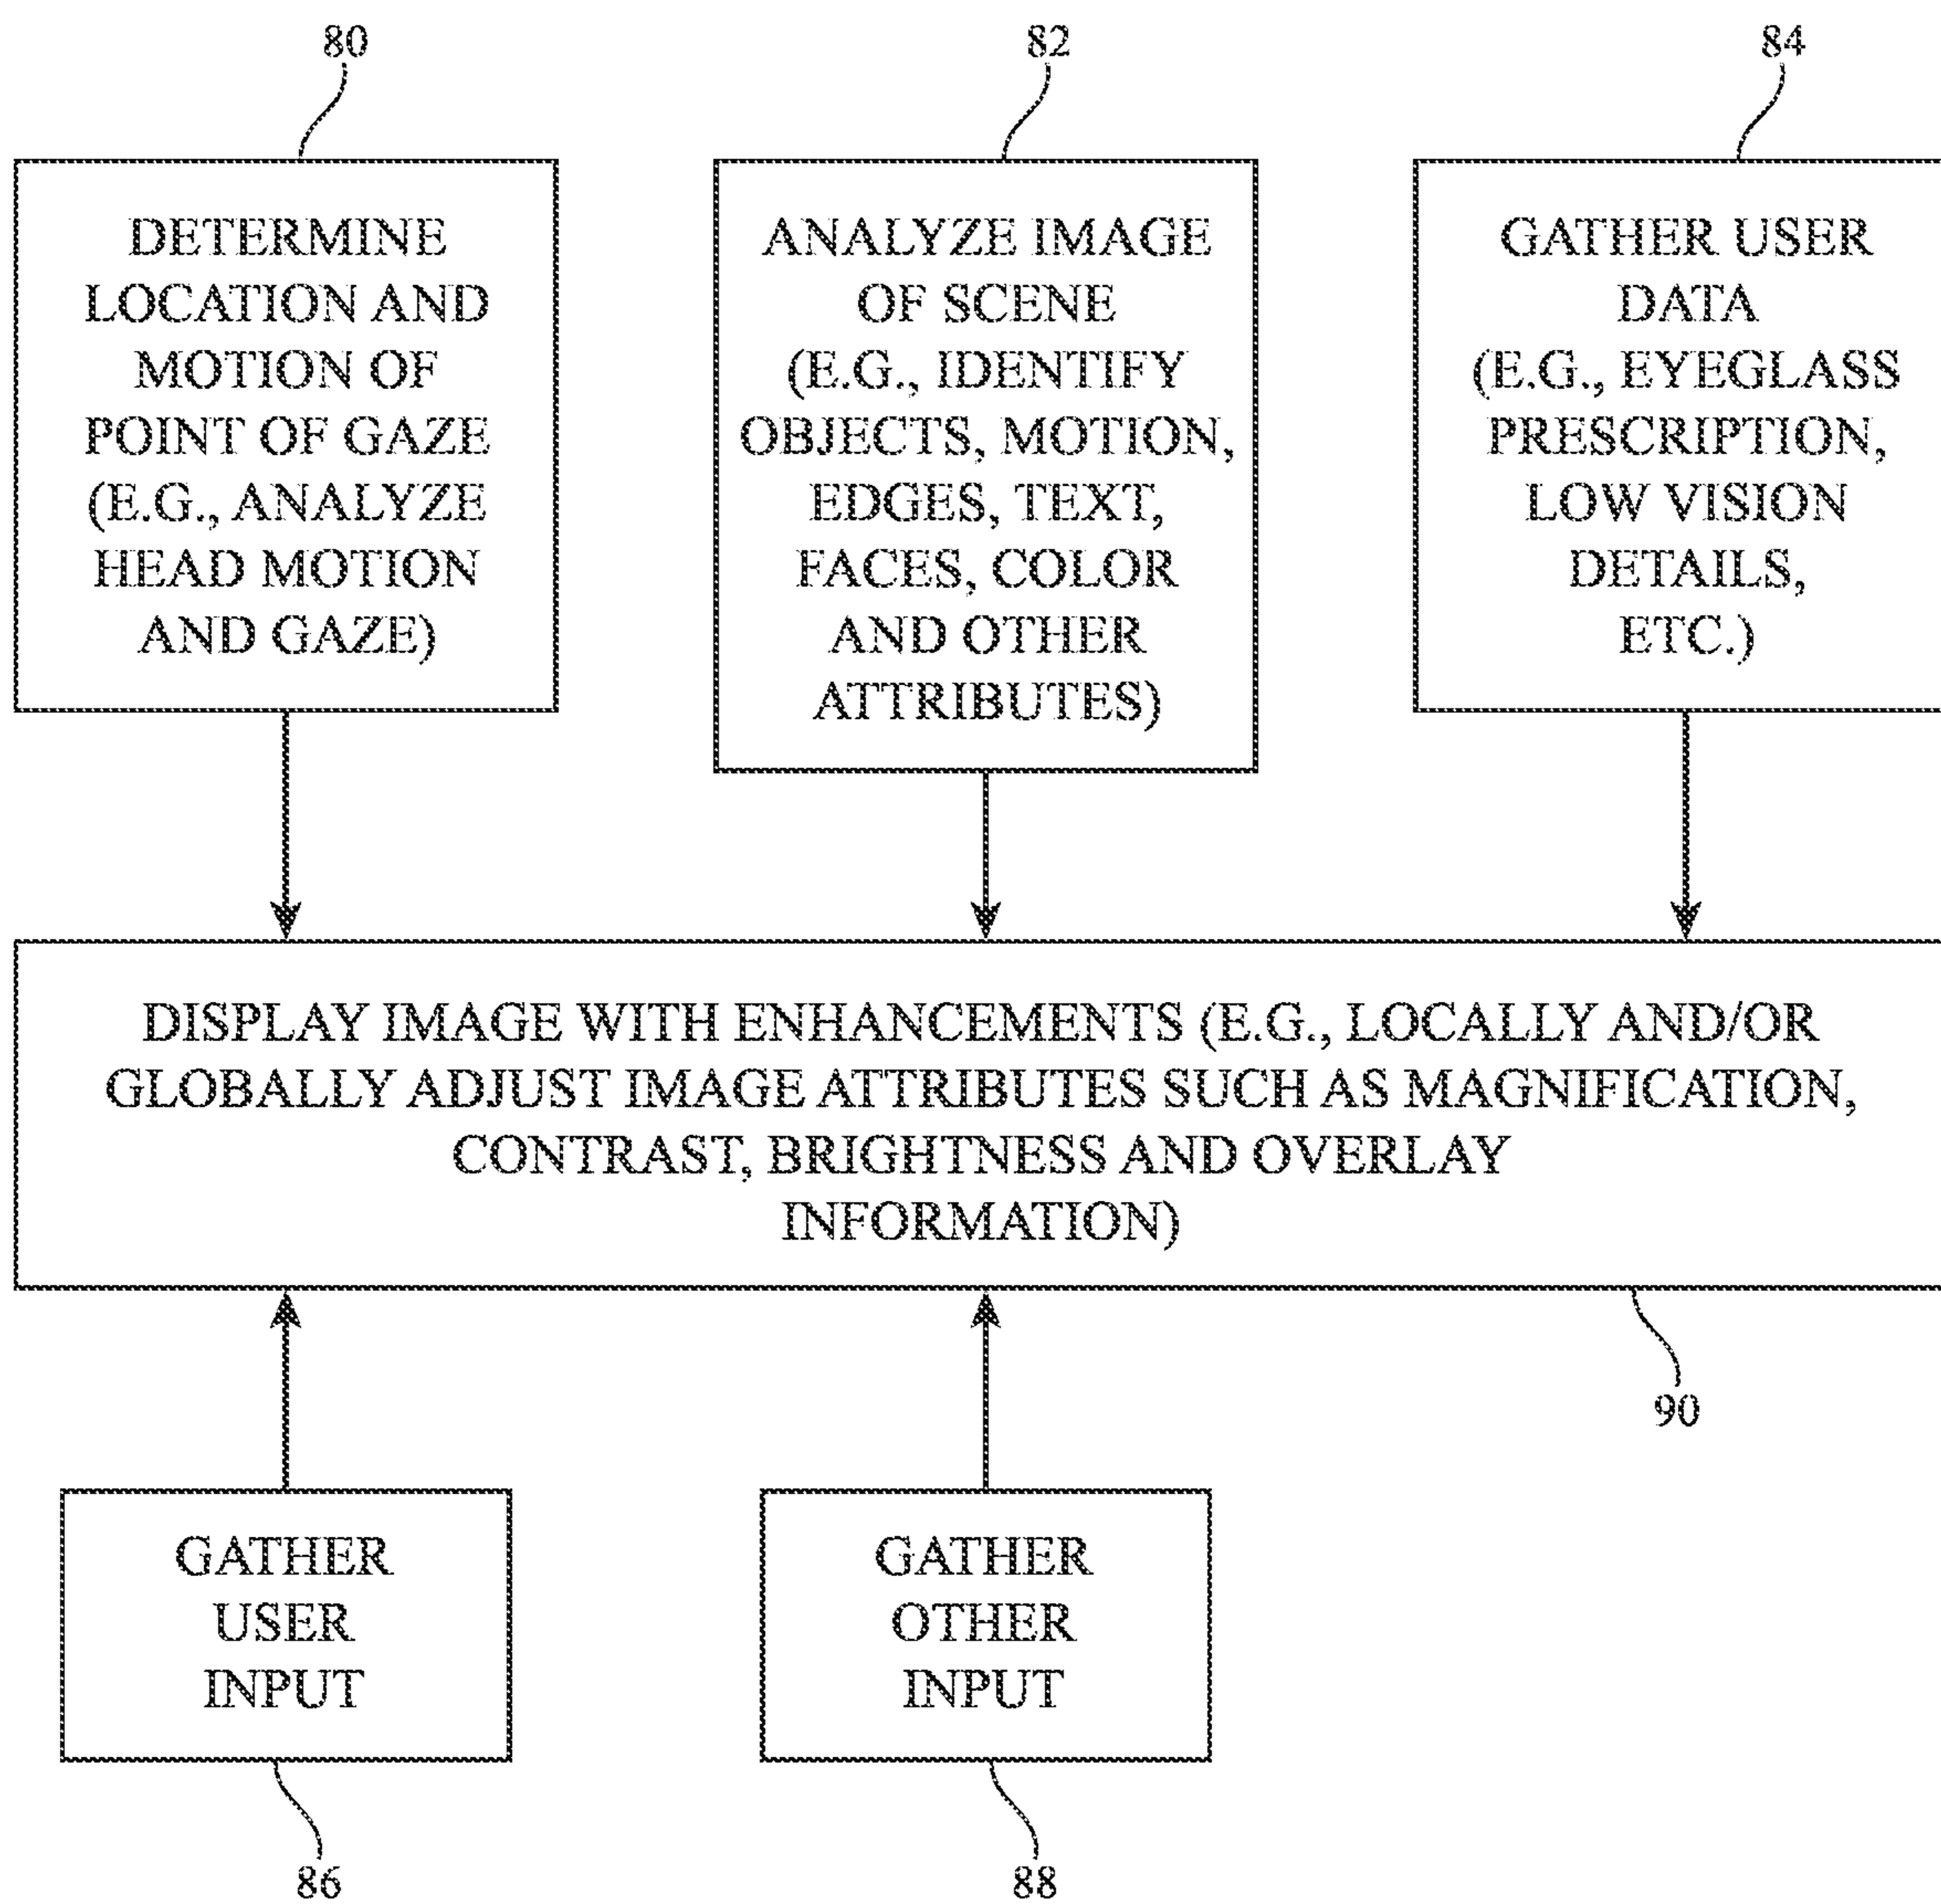 80
82
84
DETERMINE
LOCATION AND
MOTION OF
POINT OF GAZE
(E.G., ANALYZE
HEAD MOTION
AND GAZE)
ANALYZE IMAGE
OF SCENE
(E.G., IDENTIFY
OBJECTS, MOTION,
EDGES, TEXT,
FACES, COLOR
AND OTHER
ATTRIBUTES)
GATHER USER
DATA
(E.G., EYEGLASS
PRESCRIPTION,
LOW VISION
DETAILS,
ETC.)
DISPLAY IMAGE WITH ENHANCEMENTS (E.G., LOCALLY AND/OR
GLOBALLY ADJUST IMAGE ATTRIBUTES SUCH AS MAGNIFICATION,
CONTRAST, BRIGHTNESS AND OVERLAY
INFORMATION)
90
GATHER
USER
INPUT
GATHER
OTHER
INPUT
86
88